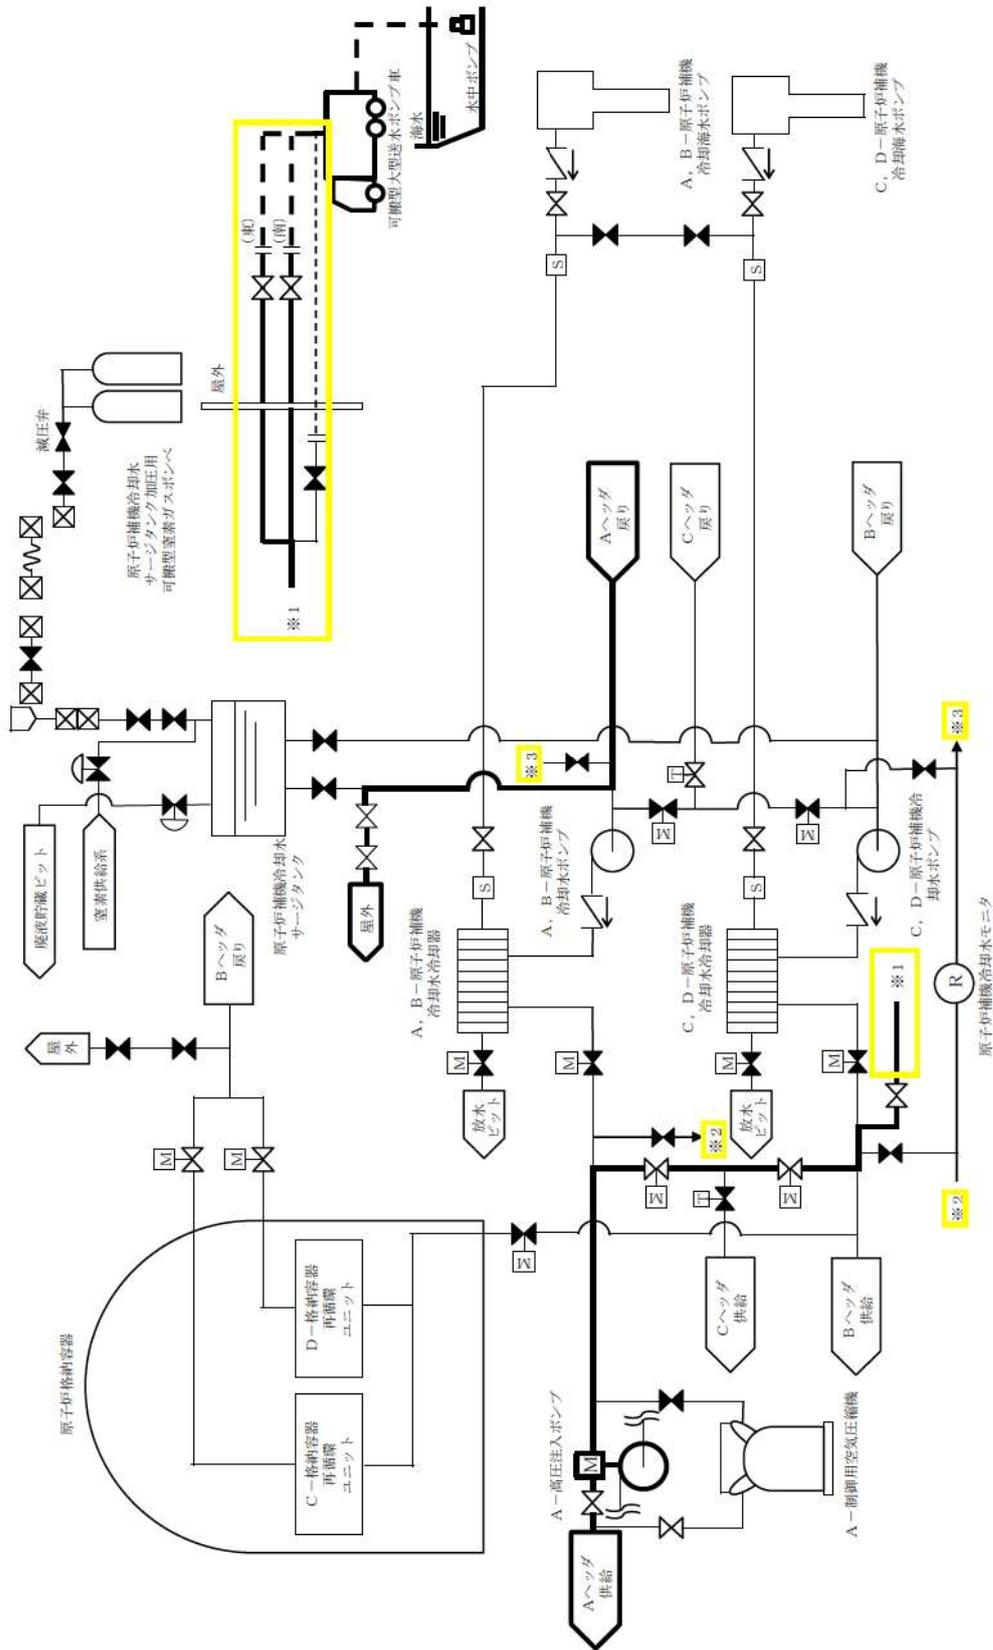 原子炉格納容器
C－格納容器
再循環
ユニット
D－格納容器
再循環
ユニット
M
M
M
屋外
Bヘッダ
戻り
廃液貯蔵ピット
窒素供給系
原子炉補機冷却水
サージタンク
屋外
減圧弁
原子炉補機冷却水
サージタンク加圧用
可搬型窒素ガスボンベ
屋外
※1
(東)
(南)
可搬型大型送水ポンプ車
海水
水中ポンプ
A，B－原子炉補機
冷却海水ポンプ
C，D－原子炉補機
冷却海水ポンプ
S
S
Aヘッダ
戻り
Cヘッダ
戻り
Bヘッダ
戻り
※3
T
M
M
A，B－原子炉補機
冷却水ポンプ
C，D－原子炉補機冷
却水ポンプ
S
S
A，B－原子炉補機
冷却水冷却器
C，D－原子炉補機
冷却水冷却器
M
M
M
M
放水
ピット
放水
ピット
※2
※1
M
M
T
Cヘッダ
供給
Bヘッダ
供給
A－高圧注入ポンプ
M
Aヘッダ
供給
A－制御用空気圧縮機
※2
R
原子炉補機冷却水モニタ
※3